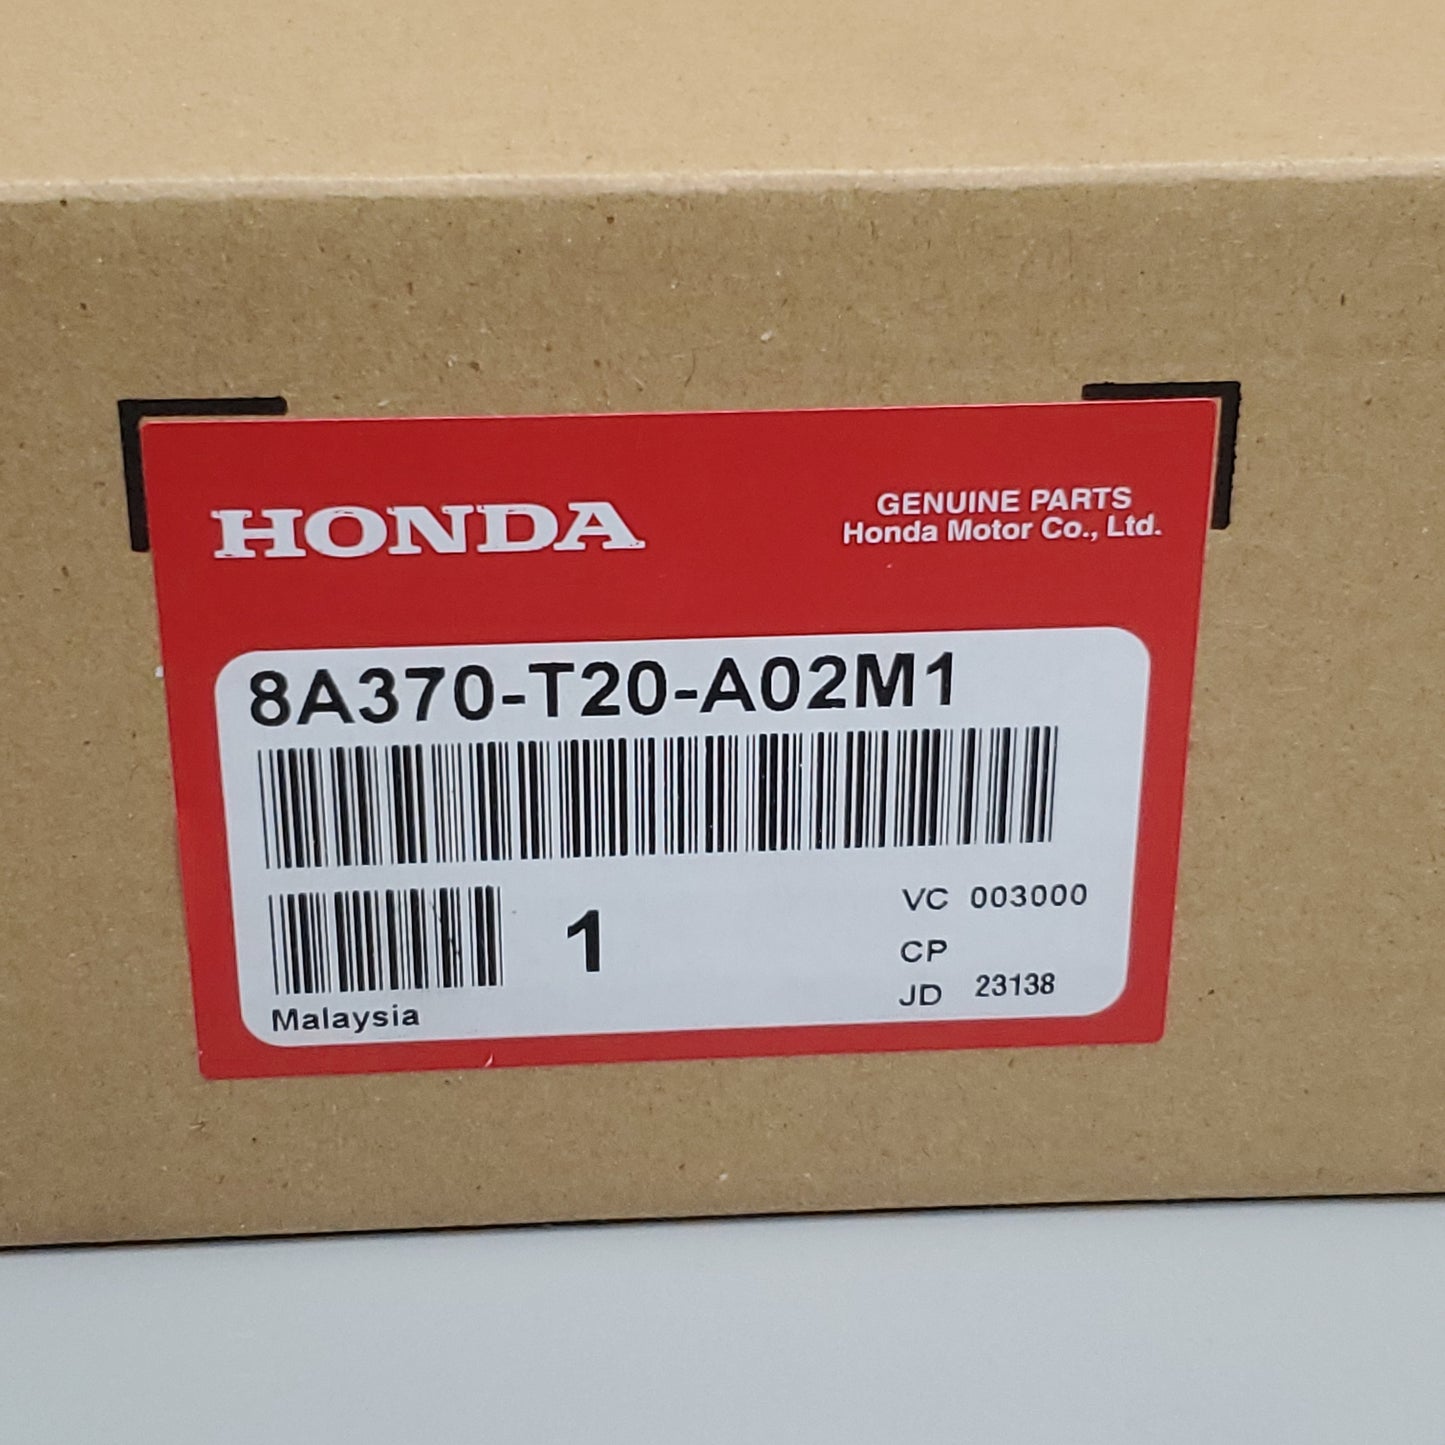 HONDA
GENUINE PARTS
Honda Motor Co., Ltd.
8A370-T20-A02M1
1
VC 003000
CP
JD 23138
Malaysia